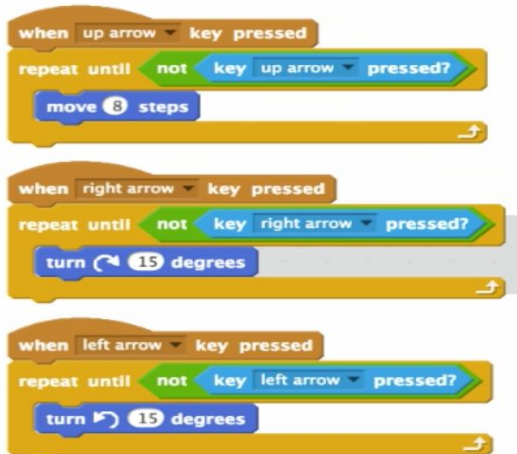 when up arrow key pressed
repeat until not key up arrow pressed?
move 8 steps
when right arrow key pressed
repeat until not key right arrow pressed?
turn 15 degrees
when left arrow key pressed
repeat until not key left arrow pressed?
turn 15 degrees